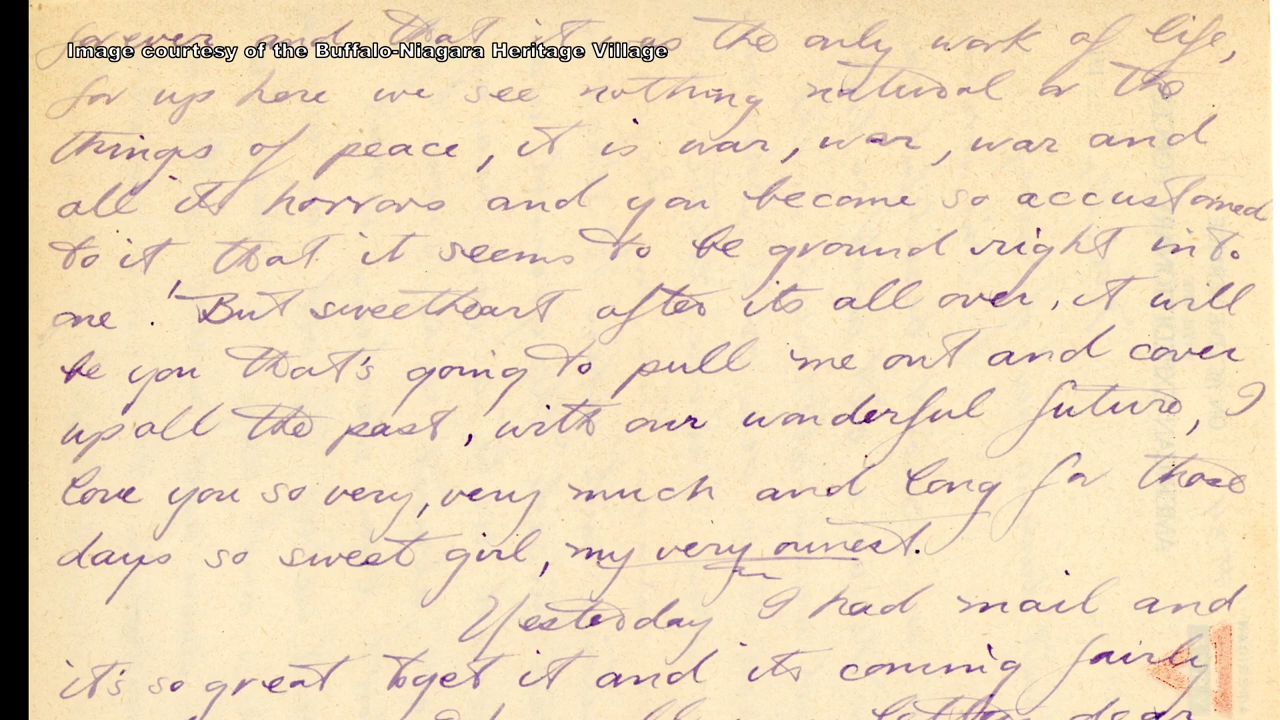 Image courtesy of the Buffalo-Niagara Heritage Village
forever and that it was the only work of life,
for up here we see nothing natural or the
things of peace, it is war, war, war and
all its horrors and you become so accustomed
to it, that it seems to be ground right into
one. But sweetheart after its all over, it will
be you that's going to pull me out and cover
up all the past, with our wonderful future, I
love you so very, very much and long for those
days so sweet girl, my very ownest.
Yesterday I had mail and
it's so great to get it and its coming fairly
letters dear